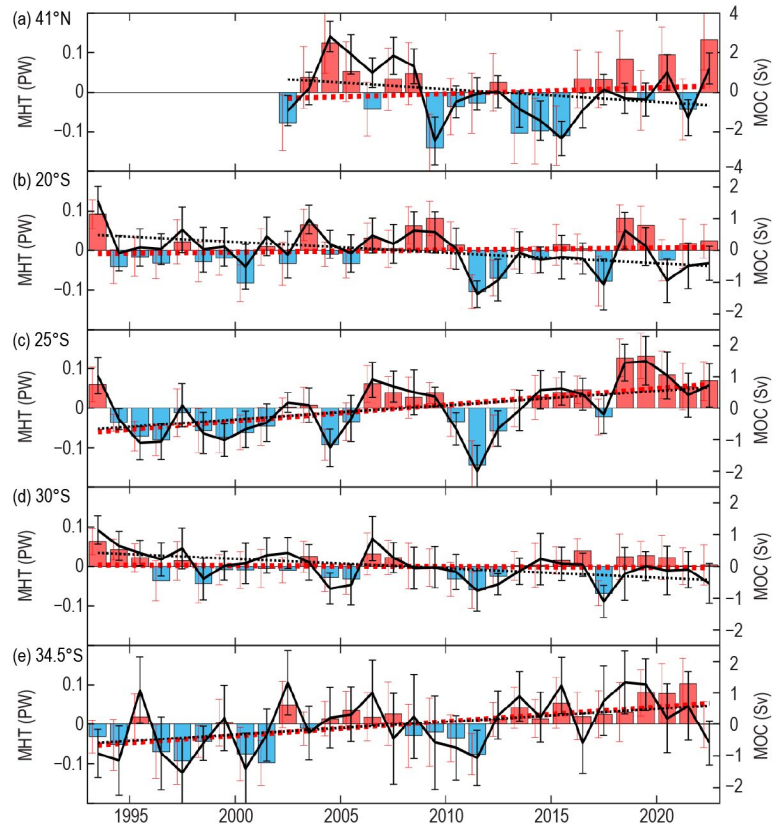 (a) 41°N
MHT (PW)
0.1
0
−0.1
4
2
0
−2
−4
MOC (Sv)
(b) 20°S
MHT (PW)
0.1
0
−0.1
2
1
0
−1
−2
MOC (Sv)
(c) 25°S
MHT (PW)
0.1
0
−0.1
2
1
0
−1
−2
MOC (Sv)
(d) 30°S
MHT (PW)
0.1
0
−0.1
2
1
0
−1
−2
MOC (Sv)
(e) 34.5°S
MHT (PW)
0.1
0
−0.1
2
1
0
−1
−2
MOC (Sv)
1995 2000 2005 2010 2015 2020